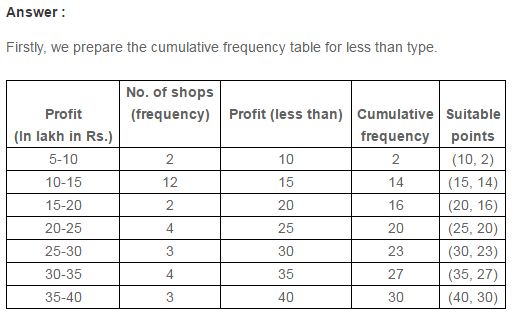 Answer :
Firstly, we prepare the cumulative frequency table for less than type.
Profit (In lakh in Rs.) No. of shops (frequency) Profit (less than) Cumulative frequency Suitable points
5-10 2 10 2 (10, 2)
10-15 12 15 14 (15, 14)
15-20 2 20 16 (20, 16)
20-25 4 25 20 (25, 20)
25-30 3 30 23 (30, 23)
30-35 4 35 27 (35, 27)
35-40 3 40 30 (40, 30)